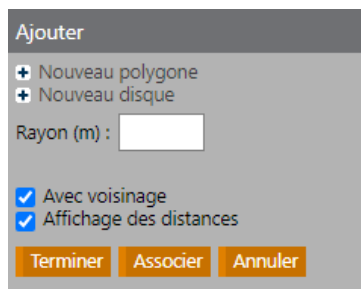 Ajouter
Nouveau polygone
Nouveau disque
Rayon (m) :
Avec voisinage
Affichage des distances
Terminer Associer Annuler